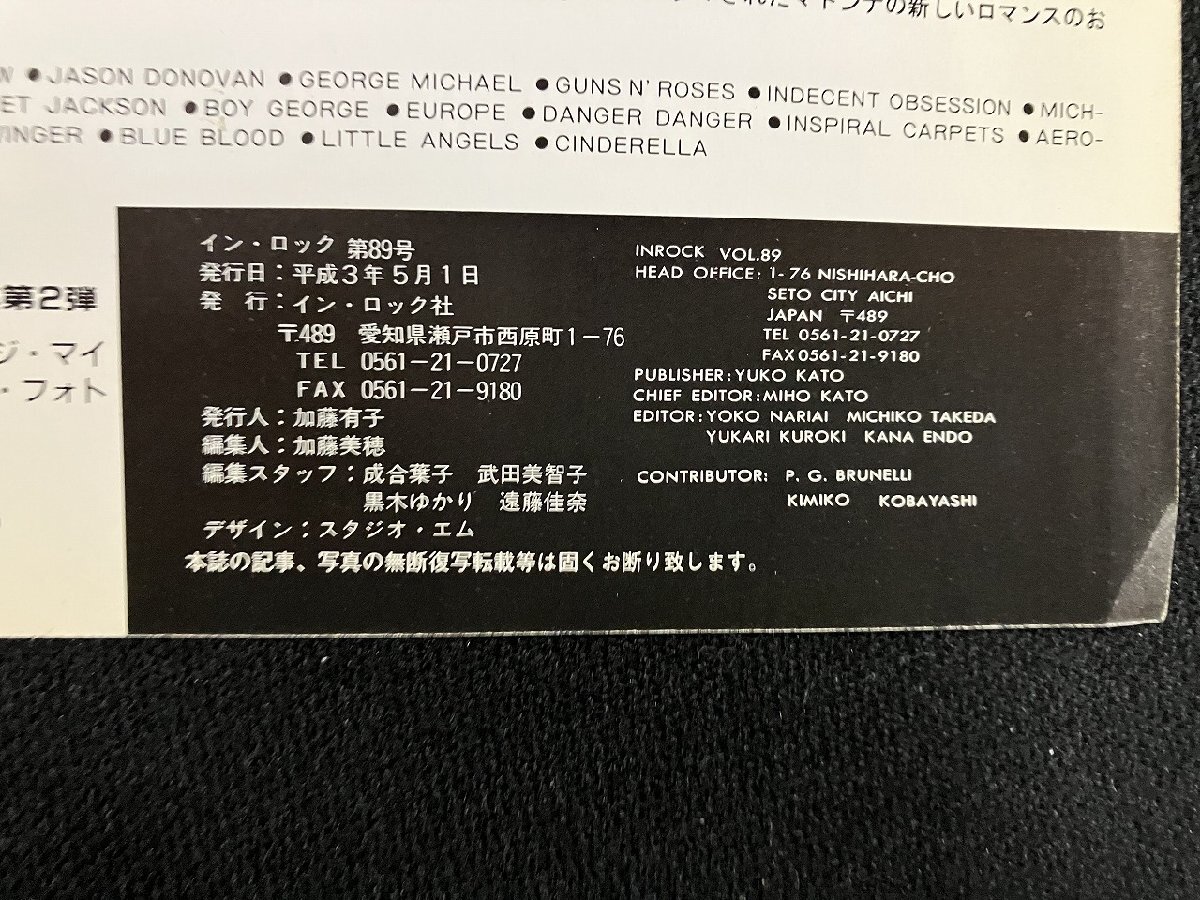 されたマドンナの新しいロマンスのお
W ●JASON DONOVAN ●GEORGE MICHAEL ●GUNS N' ROSES ●INDECENT OBSESSION ●MICH-
ET JACKSON ●BOY GEORGE ●EUROPE ●DANGER DANGER ●INSPIRAL CARPETS ●AERO-
WINGER ●BLUE BLOOD ●LITTLE ANGELS ●CINDERELLA
第2弾
ジ・マイ
・フォト
イン・ロック 第89号
発行日：平成3年5月1日
発 行：イン・ロック社
〒489 愛知県瀬戸市西原町1−76
TEL 0561−21−0727
FAX 0561−21−9180
発行人：加藤有子
編集人：加藤美穂
編集スタッフ：成合葉子 武田美智子
黒木ゆかり 遠藤佳奈
デザイン：スタジオ・エム
本誌の記事、写真の無断復写転載等は固くお断り致します。
INROCK VOL.89
HEAD OFFICE: 1-76 NISHIHARA-CHO
SETO CITY AICHI
JAPAN 〒489
TEL 0561-21-0727
FAX 0561-21-9180
PUBLISHER: YUKO KATO
CHIEF EDITOR: MIHO KATO
EDITOR: YOKO NARIAI MICHIKO TAKEDA
YUKARI KUROKI KANA ENDO
CONTRIBUTOR: P. G. BRUNELLI
KIMIKO KOBAYASHI